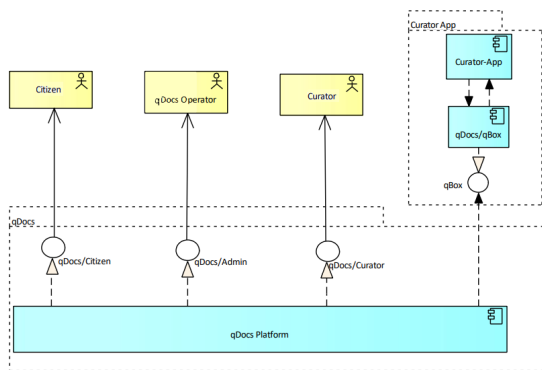 Curator App
Curator-App
Citizen
qDocs Operator
Curator
qDocs/qBox
qBox
qDocs
qDocs/Citizen
qDocs/Admin
qDocs/Curator
qDocs Platform